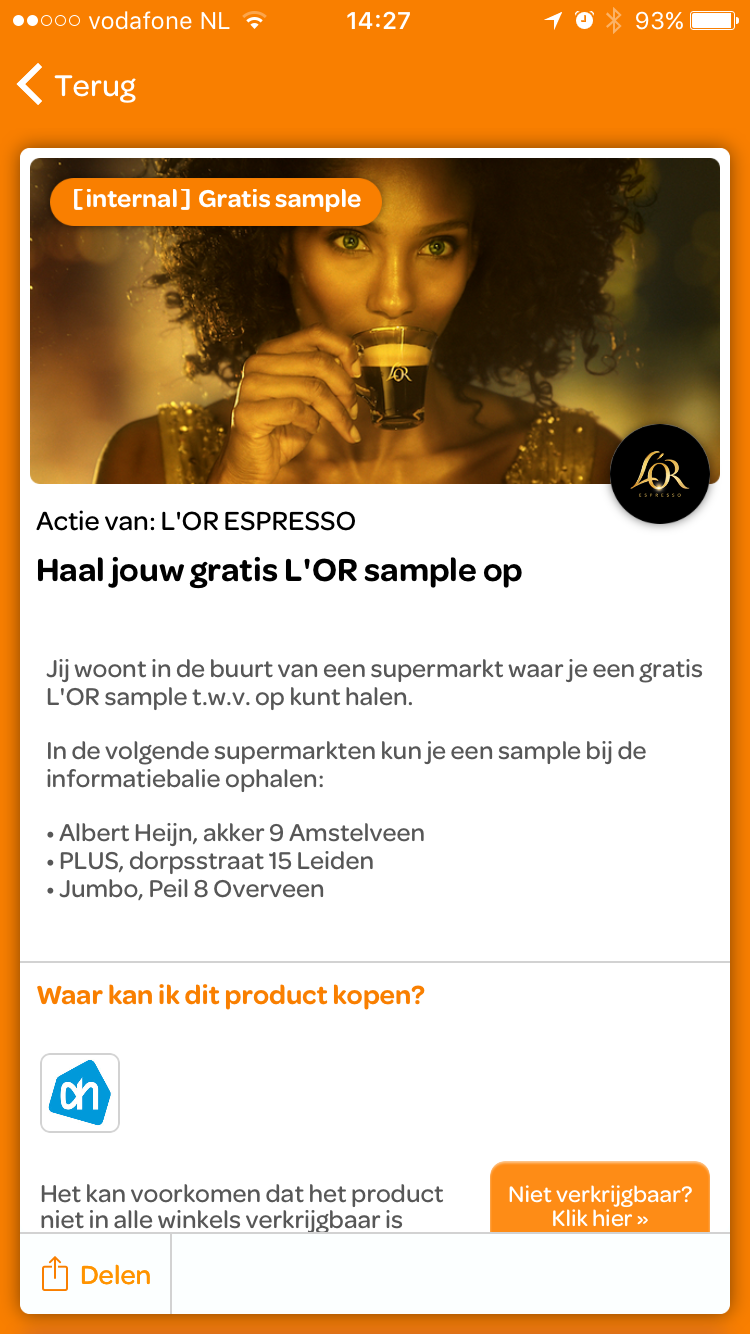 vodafone NL 14:27 93%
Terug
[internal] Gratis sample
L'OR
L'OR
ESPRESSO
Actie van: L'OR ESPRESSO
Haal jouw gratis L'OR sample op
Jij woont in de buurt van een supermarkt waar je een gratis
L'OR sample t.w.v. op kunt halen.
In de volgende supermarkten kun je een sample bij de
informatiebalie ophalen:
• Albert Heijn, akker 9 Amstelveen
• PLUS, dorpsstraat 15 Leiden
• Jumbo, Peil 8 Overveen
Waar kan ik dit product kopen?
ah
Het kan voorkomen dat het product
niet in alle winkels verkrijgbaar is
Niet verkrijgbaar?
Klik hier »
Delen